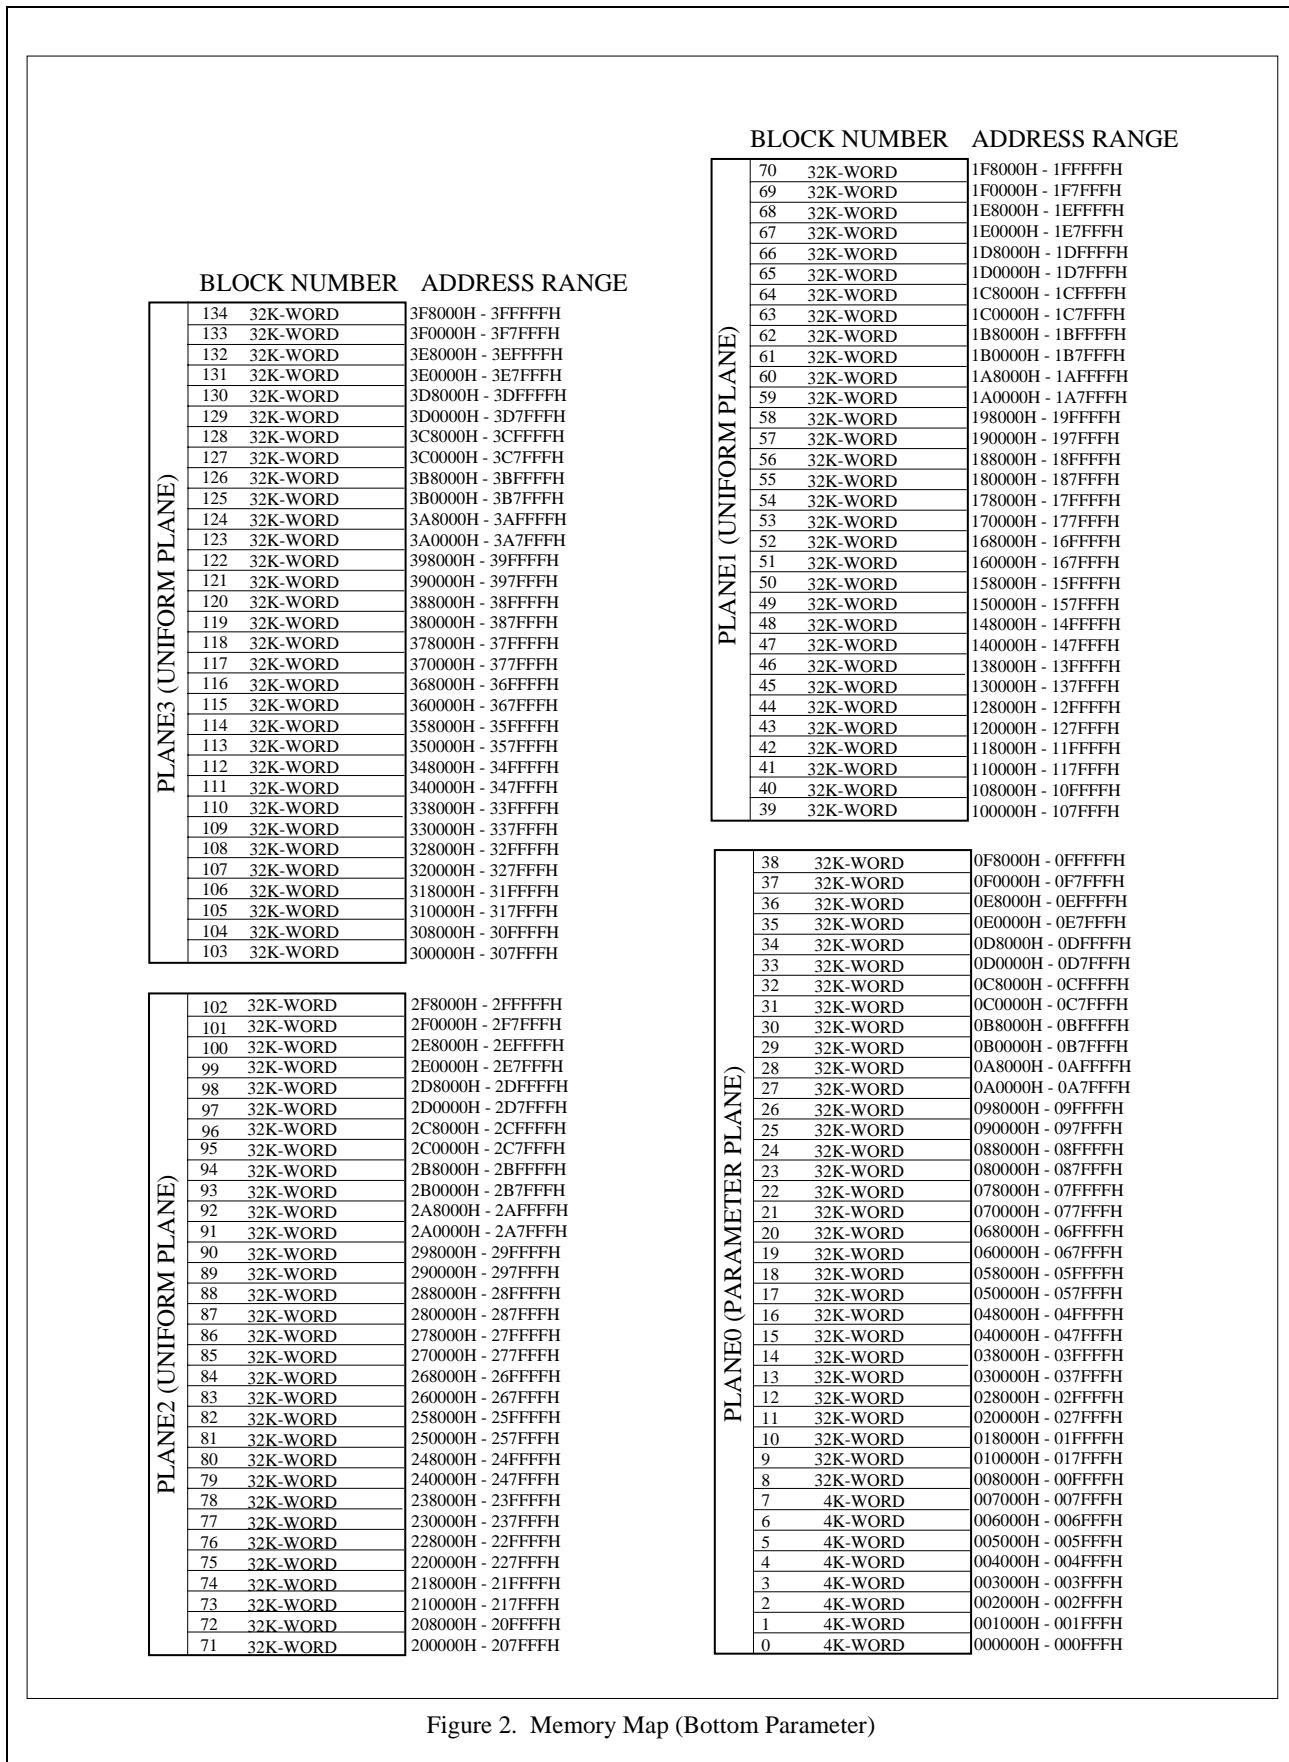 BLOCK NUMBER ADDRESS RANGE
PLANE3 (UNIFORM PLANE)
134 32K-WORD 3F8000H - 3FFFFFH
133 32K-WORD 3F0000H - 3F7FFFH
132 32K-WORD 3E8000H - 3EFFFFH
131 32K-WORD 3E0000H - 3E7FFFH
130 32K-WORD 3D8000H - 3DFFFFH
129 32K-WORD 3D0000H - 3D7FFFH
128 32K-WORD 3C8000H - 3CFFFFH
127 32K-WORD 3C0000H - 3C7FFFH
126 32K-WORD 3B8000H - 3BFFFFH
125 32K-WORD 3B0000H - 3B7FFFH
124 32K-WORD 3A8000H - 3AFFFFH
123 32K-WORD 3A0000H - 3A7FFFH
122 32K-WORD 398000H - 39FFFFH
121 32K-WORD 390000H - 397FFFH
120 32K-WORD 388000H - 38FFFFH
119 32K-WORD 380000H - 387FFFH
118 32K-WORD 378000H - 37FFFFH
117 32K-WORD 370000H - 377FFFH
116 32K-WORD 368000H - 36FFFFH
115 32K-WORD 360000H - 367FFFH
114 32K-WORD 358000H - 35FFFFH
113 32K-WORD 350000H - 357FFFH
112 32K-WORD 348000H - 34FFFFH
111 32K-WORD 340000H - 347FFFH
110 32K-WORD 338000H - 33FFFFH
109 32K-WORD 330000H - 337FFFH
108 32K-WORD 328000H - 32FFFFH
107 32K-WORD 320000H - 327FFFH
106 32K-WORD 318000H - 31FFFFH
105 32K-WORD 310000H - 317FFFH
104 32K-WORD 308000H - 30FFFFH
103 32K-WORD 300000H - 307FFFH
PLANE2 (UNIFORM PLANE)
102 32K-WORD 2F8000H - 2FFFFFH
101 32K-WORD 2F0000H - 2F7FFFH
100 32K-WORD 2E8000H - 2EFFFFH
99 32K-WORD 2E0000H - 2E7FFFH
98 32K-WORD 2D8000H - 2DFFFFH
97 32K-WORD 2D0000H - 2D7FFFH
96 32K-WORD 2C8000H - 2CFFFFH
95 32K-WORD 2C0000H - 2C7FFFH
94 32K-WORD 2B8000H - 2BFFFFH
93 32K-WORD 2B0000H - 2B7FFFH
92 32K-WORD 2A8000H - 2AFFFFH
91 32K-WORD 2A0000H - 2A7FFFH
90 32K-WORD 298000H - 29FFFFH
89 32K-WORD 290000H - 297FFFH
88 32K-WORD 288000H - 28FFFFH
87 32K-WORD 280000H - 287FFFH
86 32K-WORD 278000H - 27FFFFH
85 32K-WORD 270000H - 277FFFH
84 32K-WORD 268000H - 26FFFFH
83 32K-WORD 260000H - 267FFFH
82 32K-WORD 258000H - 25FFFFH
81 32K-WORD 250000H - 257FFFH
80 32K-WORD 248000H - 24FFFFH
79 32K-WORD 240000H - 247FFFH
78 32K-WORD 238000H - 23FFFFH
77 32K-WORD 230000H - 237FFFH
76 32K-WORD 228000H - 22FFFFH
75 32K-WORD 220000H - 227FFFH
74 32K-WORD 218000H - 21FFFFH
73 32K-WORD 210000H - 217FFFH
72 32K-WORD 208000H - 20FFFFH
71 32K-WORD 200000H - 207FFFH
BLOCK NUMBER ADDRESS RANGE
PLANE1 (UNIFORM PLANE)
70 32K-WORD 1F8000H - 1FFFFFH
69 32K-WORD 1F0000H - 1F7FFFH
68 32K-WORD 1E8000H - 1EFFFFH
67 32K-WORD 1E0000H - 1E7FFFH
66 32K-WORD 1D8000H - 1DFFFFH
65 32K-WORD 1D0000H - 1D7FFFH
64 32K-WORD 1C8000H - 1CFFFFH
63 32K-WORD 1C0000H - 1C7FFFH
62 32K-WORD 1B8000H - 1BFFFFH
61 32K-WORD 1B0000H - 1B7FFFH
60 32K-WORD 1A8000H - 1AFFFFH
59 32K-WORD 1A0000H - 1A7FFFH
58 32K-WORD 198000H - 19FFFFH
57 32K-WORD 190000H - 197FFFH
56 32K-WORD 188000H - 18FFFFH
55 32K-WORD 180000H - 187FFFH
54 32K-WORD 178000H - 17FFFFH
53 32K-WORD 170000H - 177FFFH
52 32K-WORD 168000H - 16FFFFH
51 32K-WORD 160000H - 167FFFH
50 32K-WORD 158000H - 15FFFFH
49 32K-WORD 150000H - 157FFFH
48 32K-WORD 148000H - 14FFFFH
47 32K-WORD 140000H - 147FFFH
46 32K-WORD 138000H - 13FFFFH
45 32K-WORD 130000H - 137FFFH
44 32K-WORD 128000H - 12FFFFH
43 32K-WORD 120000H - 127FFFH
42 32K-WORD 118000H - 11FFFFH
41 32K-WORD 110000H - 117FFFH
40 32K-WORD 108000H - 10FFFFH
39 32K-WORD 100000H - 107FFFH
PLANE0 (PARAMETER PLANE)
38 32K-WORD 0F8000H - 0FFFFFH
37 32K-WORD 0F0000H - 0F7FFFH
36 32K-WORD 0E8000H - 0EFFFFH
35 32K-WORD 0E0000H - 0E7FFFH
34 32K-WORD 0D8000H - 0DFFFFH
33 32K-WORD 0D0000H - 0D7FFFH
32 32K-WORD 0C8000H - 0CFFFFH
31 32K-WORD 0C0000H - 0C7FFFH
30 32K-WORD 0B8000H - 0BFFFFH
29 32K-WORD 0B0000H - 0B7FFFH
28 32K-WORD 0A8000H - 0AFFFFH
27 32K-WORD 0A0000H - 0A7FFFH
26 32K-WORD 098000H - 09FFFFH
25 32K-WORD 090000H - 097FFFH
24 32K-WORD 088000H - 08FFFFH
23 32K-WORD 080000H - 087FFFH
22 32K-WORD 078000H - 07FFFFH
21 32K-WORD 070000H - 077FFFH
20 32K-WORD 068000H - 06FFFFH
19 32K-WORD 060000H - 067FFFH
18 32K-WORD 058000H - 05FFFFH
17 32K-WORD 050000H - 057FFFH
16 32K-WORD 048000H - 04FFFFH
15 32K-WORD 040000H - 047FFFH
14 32K-WORD 038000H - 03FFFFH
13 32K-WORD 030000H - 037FFFH
12 32K-WORD 028000H - 02FFFFH
11 32K-WORD 020000H - 027FFFH
10 32K-WORD 018000H - 01FFFFH
9 32K-WORD 010000H - 017FFFH
8 32K-WORD 008000H - 00FFFFH
7 4K-WORD 007000H - 007FFFH
6 4K-WORD 006000H - 006FFFH
5 4K-WORD 005000H - 005FFFH
4 4K-WORD 004000H - 004FFFH
3 4K-WORD 003000H - 003FFFH
2 4K-WORD 002000H - 002FFFH
1 4K-WORD 001000H - 001FFFH
0 4K-WORD 000000H - 000FFFH
Figure 2. Memory Map (Bottom Parameter)